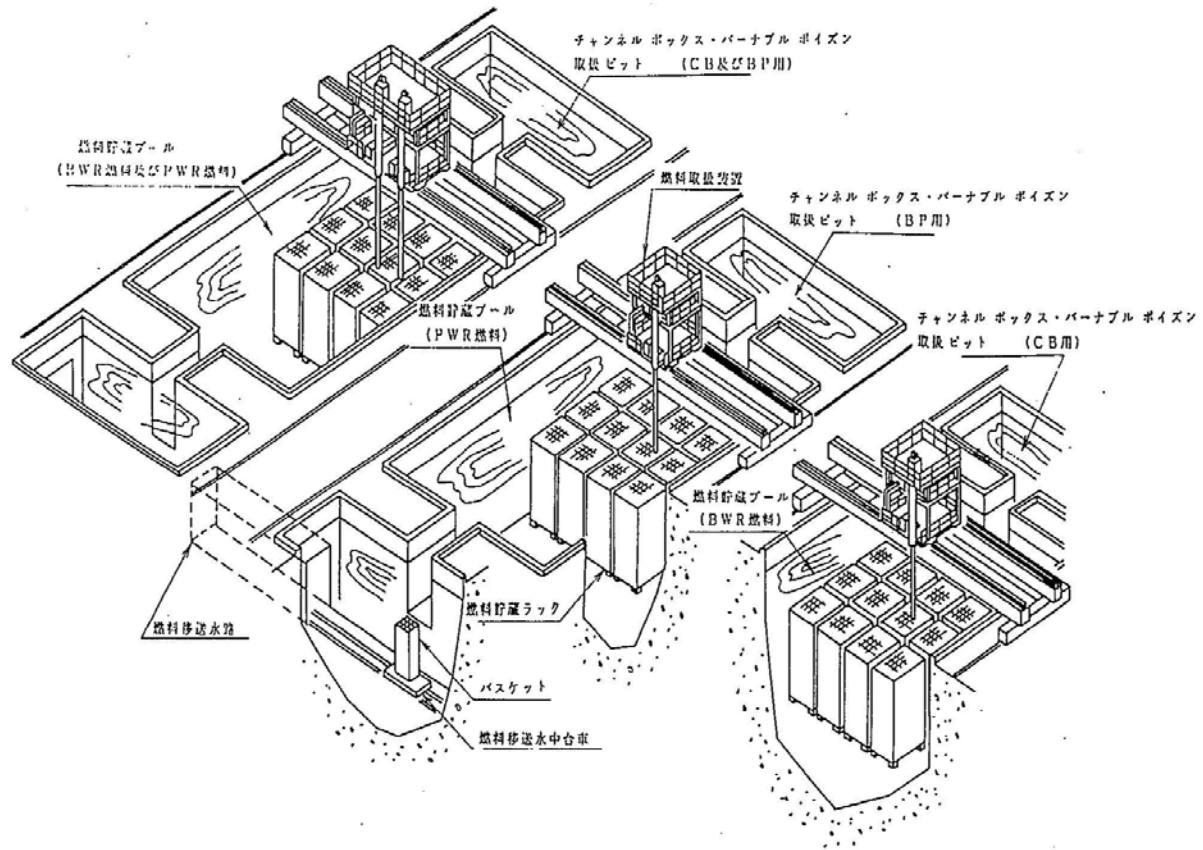 チャンネル ボックス・バーナブル ポイズン
取扱ピット (CB及びBP用)
燃料貯蔵プール
(BWR燃料及びPWR燃料)
燃料取扱装置
チャンネル ボックス・バーナブル ポイズン
取扱ピット (BP用)
燃料貯蔵プール
(PWR燃料)
チャンネル ボックス・バーナブル ポイズン
取扱ピット (CB用)
燃料貯蔵プール
(BWR燃料)
燃料貯蔵ラック
燃料移送水路
バスケット
燃料移送水中台車